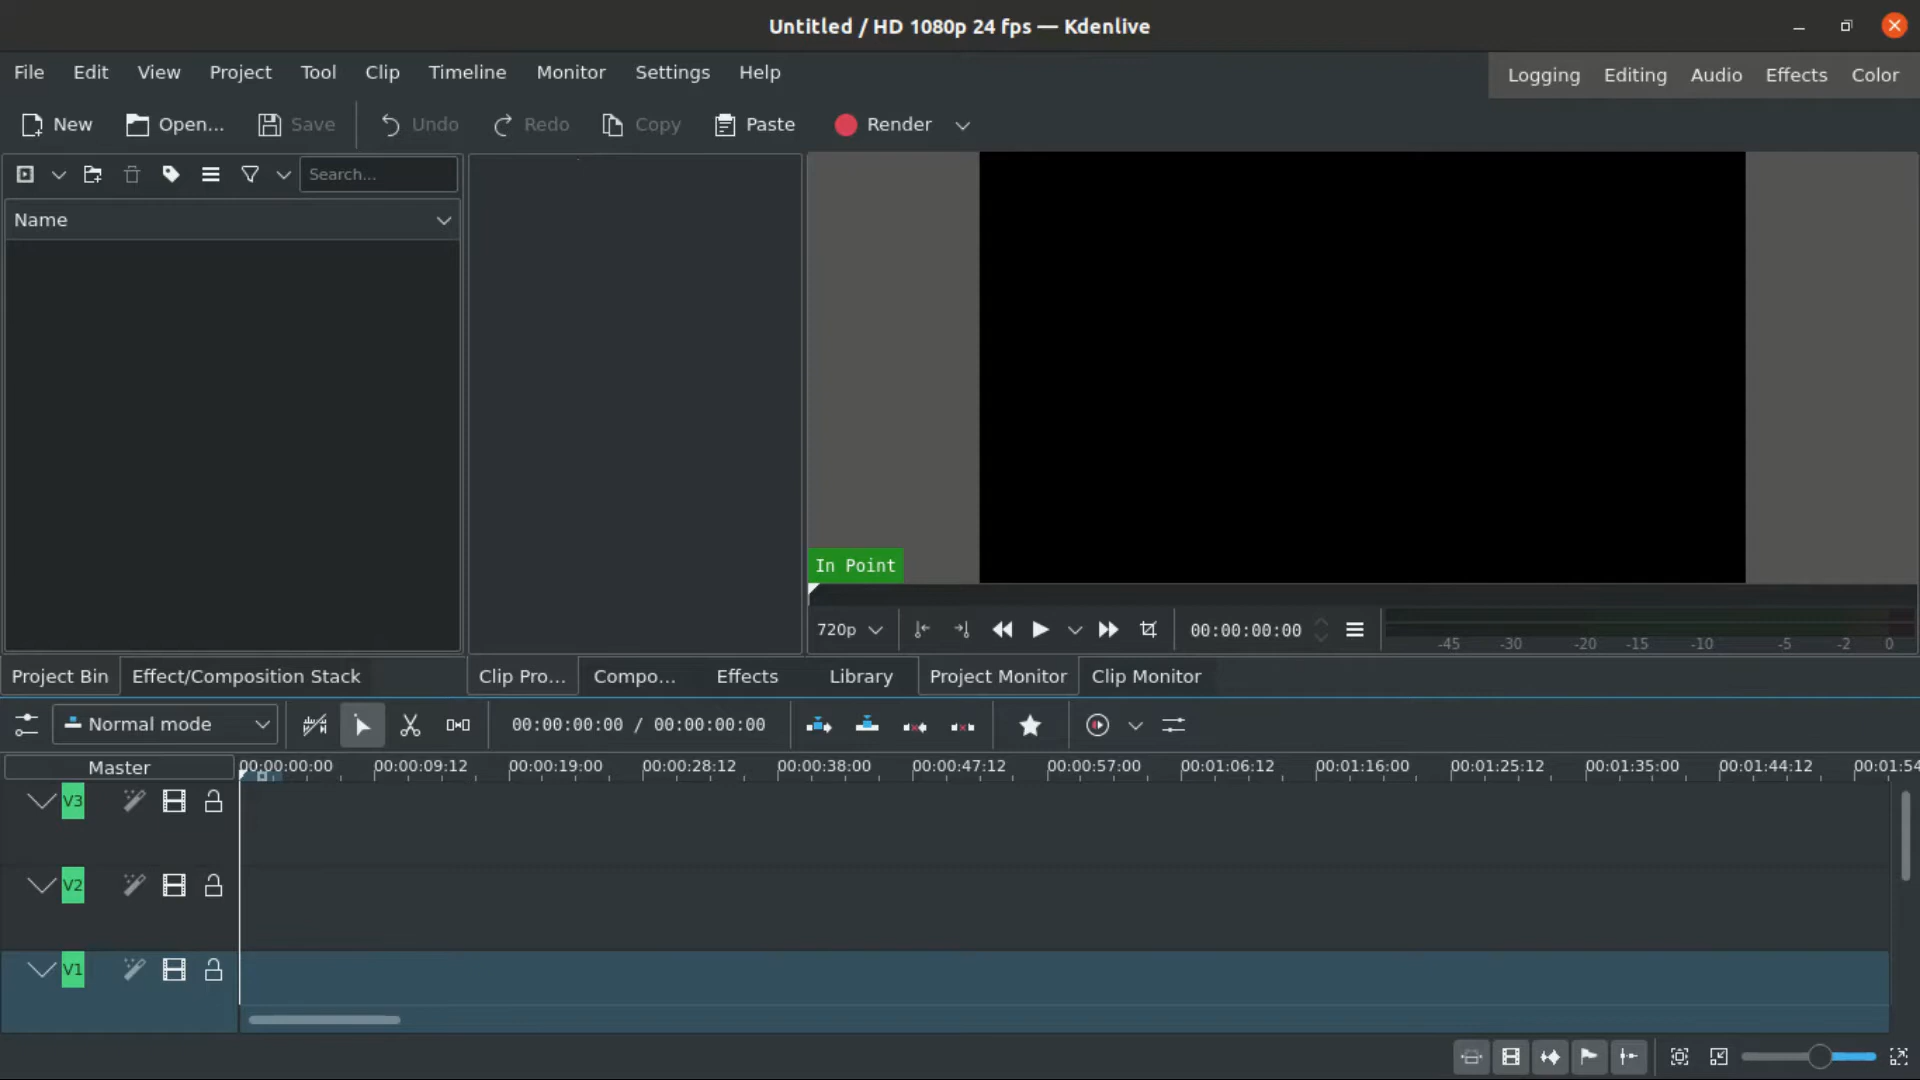 Untitled / HD 1080p 24 fps — Kdenlive
File Edit View Project Tool Clip Timeline Monitor Settings Help
Logging Editing Audio Effects Color
New Open... Save Undo Redo Copy Paste Render
Search...
Name
In Point
720p 00:00:00:00
-45 -30 -20 -15 -10 -5 -2 0
Project Bin Effect/Composition Stack Clip Pro... Compo... Effects Library Project Monitor Clip Monitor
Normal mode 00:00:00:00 / 00:00:00:00
Master 00:00:00:00 00:00:09:12 00:00:19:00 00:00:28:12 00:00:38:00 00:00:47:12 00:00:57:00 00:01:06:12 00:01:16:00 00:01:25:12 00:01:35:00 00:01:44:12 00:01:54
V3
V2
V1